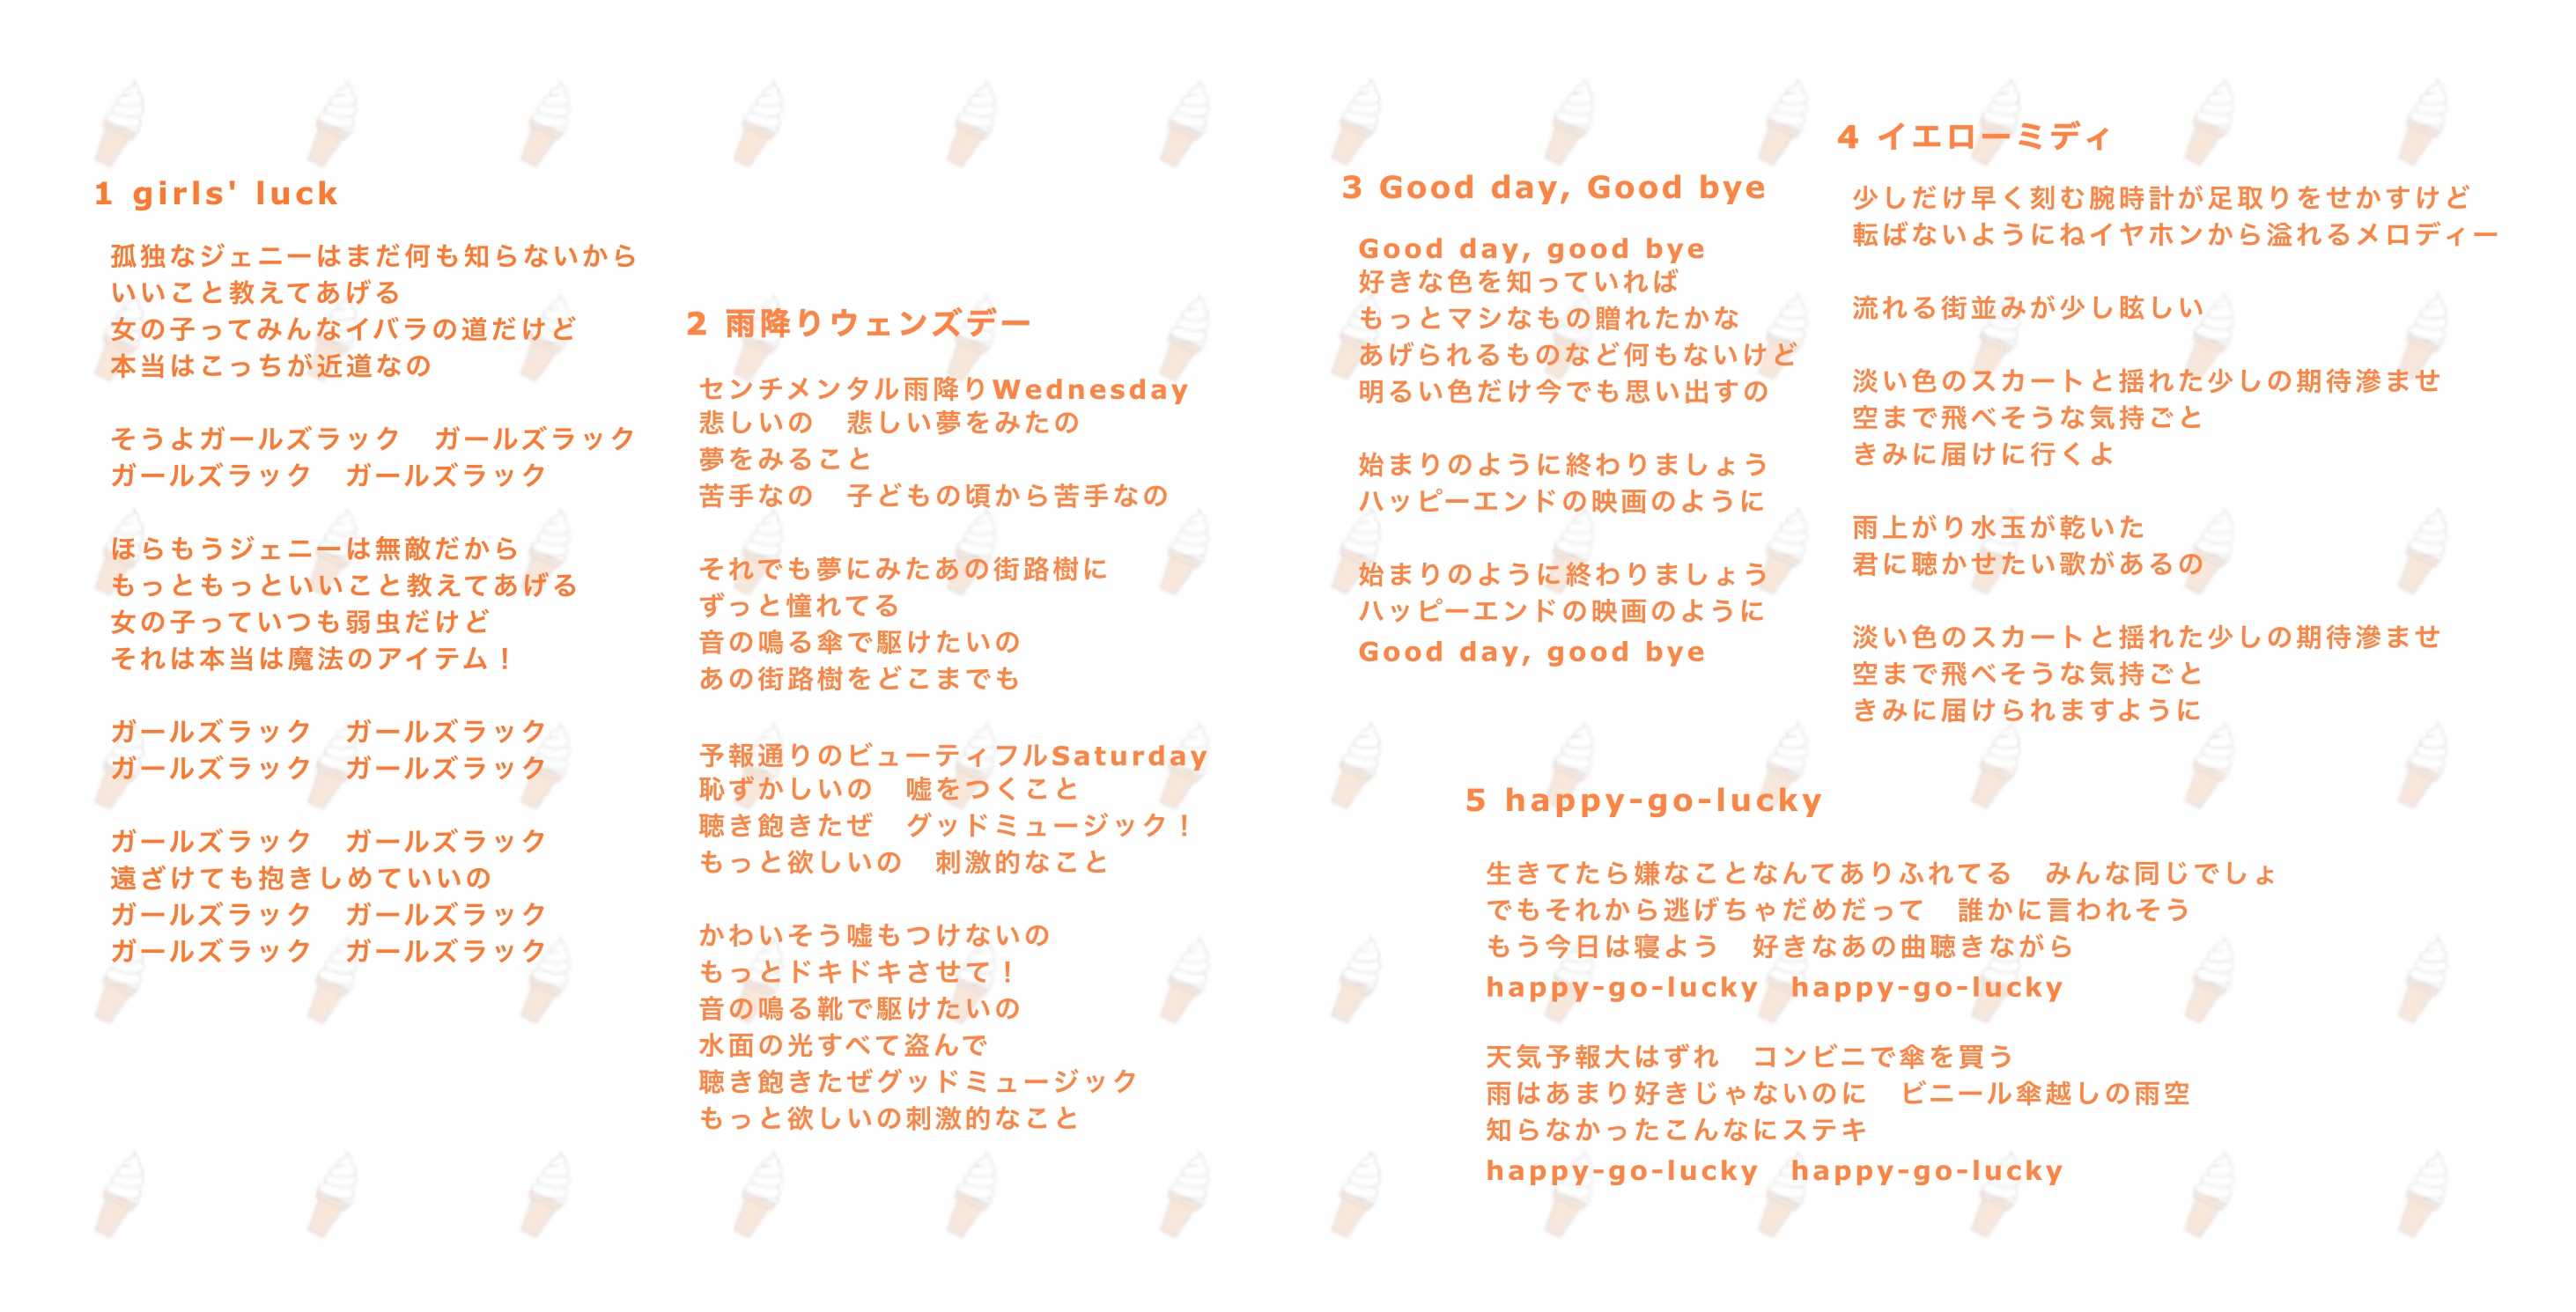 1 girls' luck
孤独なジェニーはまだ何も知らないから
いいこと教えてあげる
女の子ってみんなイバラの道だけど
本当はこっちが近道なの
そうよガールズラック　ガールズラック
ガールズラック　ガールズラック
ほらもうジェニーは無敵だから
もっともっといいこと教えてあげる
女の子っていつも弱虫だけど
それは本当は魔法のアイテム！
ガールズラック　ガールズラック
ガールズラック　ガールズラック
ガールズラック　ガールズラック
遠ざけても抱きしめていいの
ガールズラック　ガールズラック
ガールズラック　ガールズラック
2 雨降りウェンズデー
センチメンタル雨降りWednesday
悲しいの　悲しい夢をみたの
夢をみること
苦手なの　子どもの頃から苦手なの
それでも夢にみたあの街路樹に
ずっと憧れてる
音の鳴る傘で駆けたいの
あの街路樹をどこまでも
予報通りのビューティフルSaturday
恥ずかしいの　嘘をつくこと
聴き飽きたぜ　グッドミュージック！
もっと欲しいの　刺激的なこと
かわいそう嘘もつけないの
もっとドキドキさせて！
音の鳴る靴で駆けたいの
水面の光すべて盗んで
聴き飽きたぜグッドミュージック
もっと欲しいの刺激的なこと
3 Good day, Good bye
Good day, good bye
好きな色を知っていれば
もっとマシなもの贈れたかな
あげられるものなど何もないけど
明るい色だけ今でも思い出すの
始まりのように終わりましょう
ハッピーエンドの映画のように
始まりのように終わりましょう
ハッピーエンドの映画のように
Good day, good bye
4 イエローミディ
少しだけ早く刻む腕時計が足取りをせかすけど
転ばないようにねイヤホンから溢れるメロディー
流れる街並みが少し眩しい
淡い色のスカートと揺れた少しの期待滲ませ
空まで飛べそうな気持ごと
きみに届けに行くよ
雨上がり水玉が乾いた
君に聴かせたい歌があるの
淡い色のスカートと揺れた少しの期待滲ませ
空まで飛べそうな気持ごと
きみに届けられますように
5 happy-go-lucky
生きてたら嫌なことなんてありふれてる　みんな同じでしょ
でもそれから逃げちゃだめだって　誰かに言われそう
もう今日は寝よう　好きなあの曲聴きながら
happy-go-lucky　happy-go-lucky
天気予報大はずれ　コンビニで傘を買う
雨はあまり好きじゃないのに　ビニール傘越しの雨空
知らなかったこんなにステキ
happy-go-lucky　happy-go-lucky